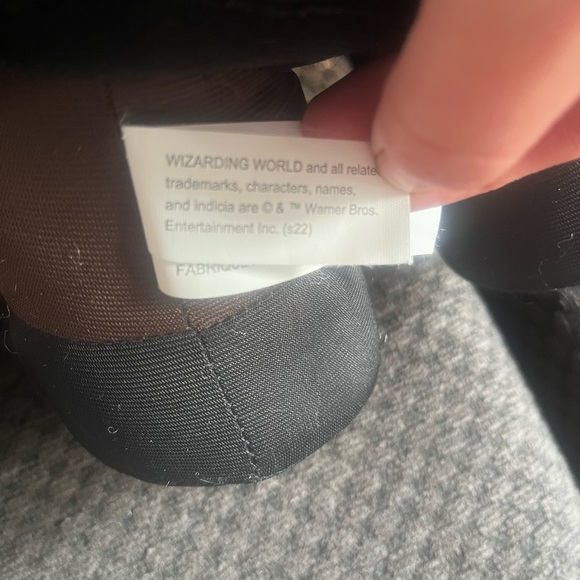 WIZARDING WORLD and all relate
trademarks, characters, names,
and indicia are © & ™ Warner Bros.
Entertainment Inc. (s22)